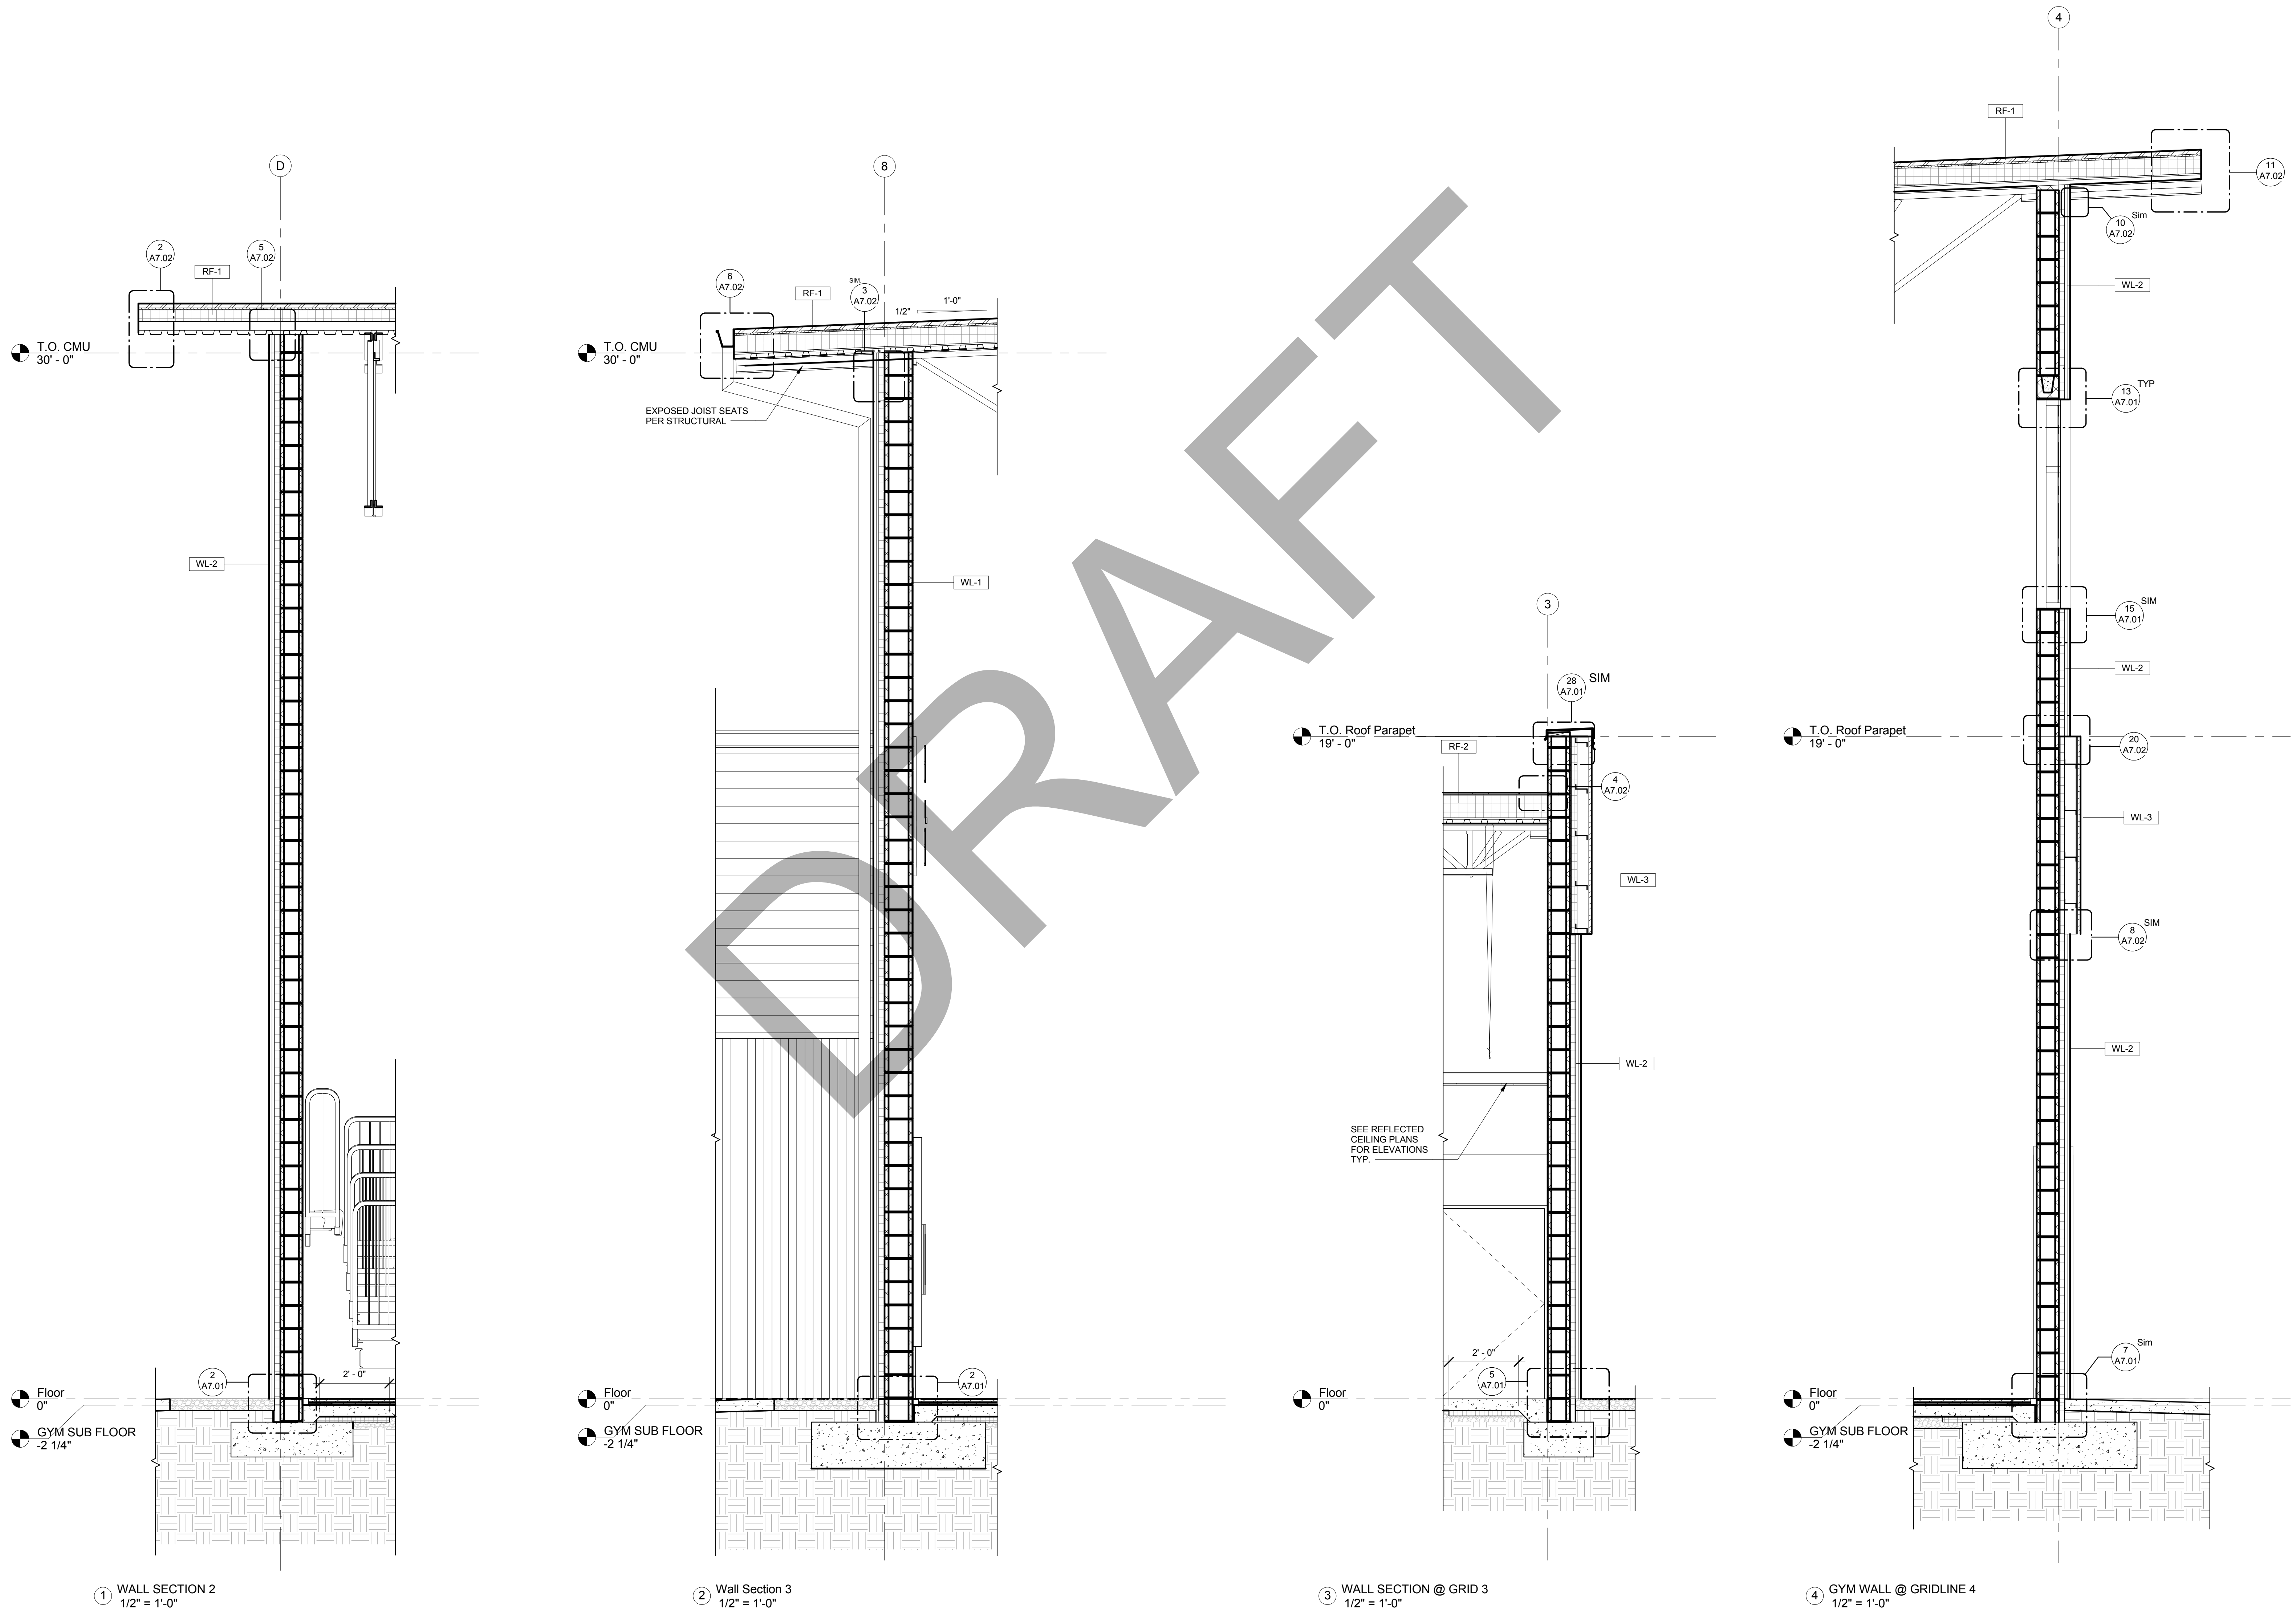 D
2
A7.02
5
A7.02
RF-1
T.O. CMU
30' - 0"
WL-2
2
A7.01
2' - 0"
Floor
0"
GYM SUB FLOOR
-2 1/4"
1
WALL SECTION 2
1/2" = 1'-0"
8
6
A7.02
RF-1
SIM
3
A7.02
1/2"
1'-0"
T.O. CMU
30' - 0"
EXPOSED JOIST SEATS
PER STRUCTURAL
WL-1
2
A7.01
Floor
0"
GYM SUB FLOOR
-2 1/4"
2
Wall Section 3
1/2" = 1'-0"
3
28
A7.01
SIM
T.O. Roof Parapet
19' - 0"
RF-2
4
A7.02
WL-3
WL-2
SEE REFLECTED
CEILING PLANS
FOR ELEVATIONS
TYP.
2' - 0"
5
A7.01
Floor
0"
3
WALL SECTION @ GRID 3
1/2" = 1'-0"
4
RF-1
11
A7.02
10
A7.02
Sim
WL-2
13
A7.01
TYP
15
A7.01
SIM
WL-2
T.O. Roof Parapet
19' - 0"
20
A7.02
WL-3
8
A7.02
SIM
WL-2
7
A7.01
Sim
Floor
0"
GYM SUB FLOOR
-2 1/4"
4
GYM WALL @ GRIDLINE 4
1/2" = 1'-0"
DRAFT